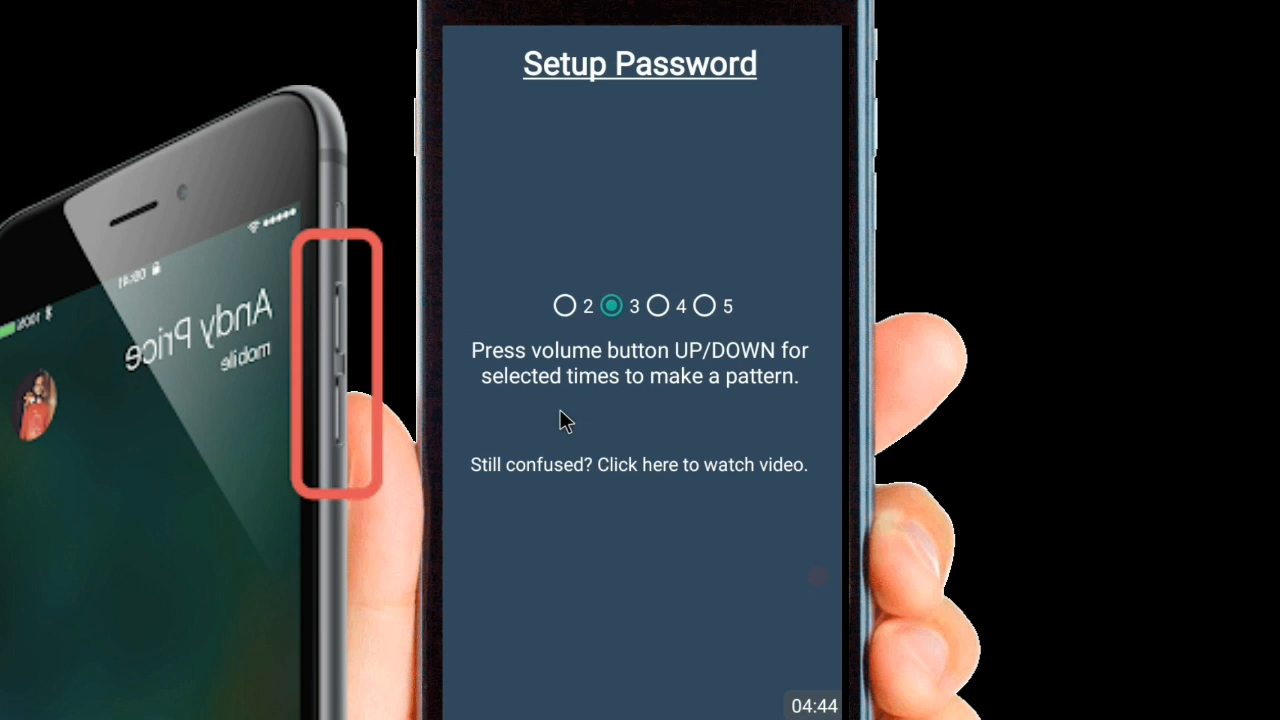 Setup Password
2 3 4 5
Press volume button UP/DOWN for
selected times to make a pattern.
Still confused? Click here to watch video.
04:44
Andy Price
mobile
100%